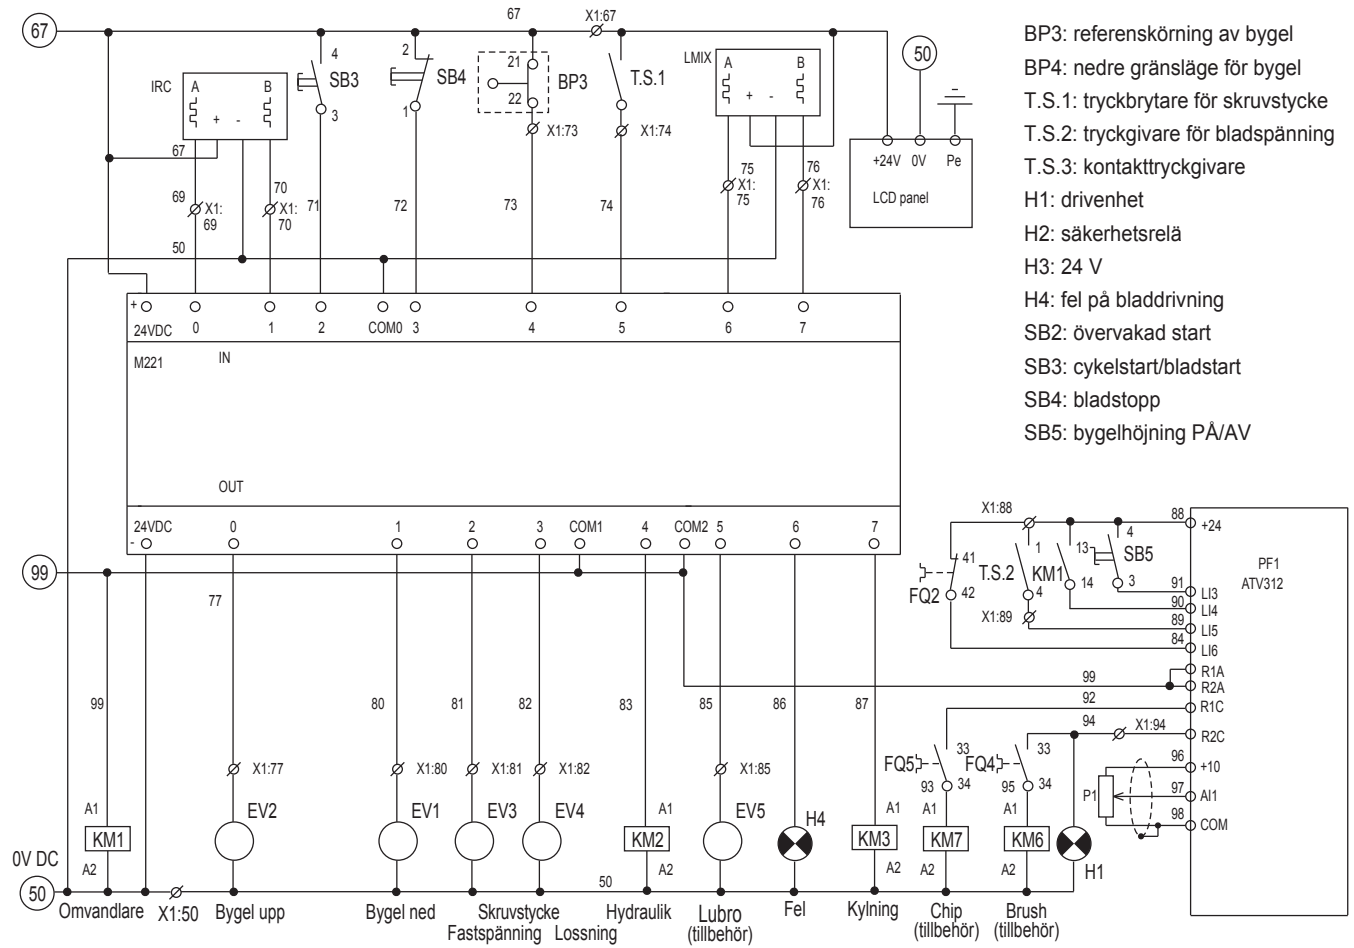 67
67
X1:67
50
BP3: referenskörning av bygel
BP4: nedre gränsläge för bygel
T.S.1: tryckbrytare för skruvstycke
T.S.2: tryckgivare för bladspänning
T.S.3: kontakttryckgivare
H1: drivenhet
H2: säkerhetsrelä
H3: 24 V
H4: fel på bladdrivning
SB2: övervakad start
SB3: cykelstart/bladstart
SB4: bladstopp
SB5: bygelhöjning PÅ/AV
IRC
A B
+ -
4
SB3
3
2
SB4
1
21
22
BP3
T.S.1
LMIX
A B
+ -
+24V 0V Pe
LCD panel
67
X1:73
X1:74
69
X1:
69
70
X1:
70
71
72
73
74
75
X1:
75
76
X1:
76
50
+
24VDC 0 1 2 COM0 3 4 5 6 7
M221
IN
OUT
24VDC 0 1 2 3 COM1 4 COM2 5 6 7
-
99
77
99
80
81
82
83
85
86
87
X1:77
X1:80
X1:81
X1:82
X1:85
A1
KM1
A2
EV2
EV1
EV3
EV4
A1
KM2
A2
EV5
H4
A1
KM3
A2
X1:88
88
+24
41
FQ2
42
1
T.S.2
4
X1:89
13
KM1
14
4
SB5
3
PF1
ATV312
91
LI3
90
LI4
89
LI5
84
LI6
R1A
99
R2A
92
R1C
94
X1:94
R2C
96
+10
97
AI1
98
COM
P1
33
FQ5
93 34
A1
KM7
A2
33
FQ4
95 34
A1
KM6
A2
H1
0V DC
50
50
Omvandlare
X1:50
Bygel upp
Bygel ned
Skruvstycke
Fastspänning Lossning
Hydraulik
Lubro
(tillbehör)
Fel
Kylning
Chip
(tillbehör)
Brush
(tillbehör)